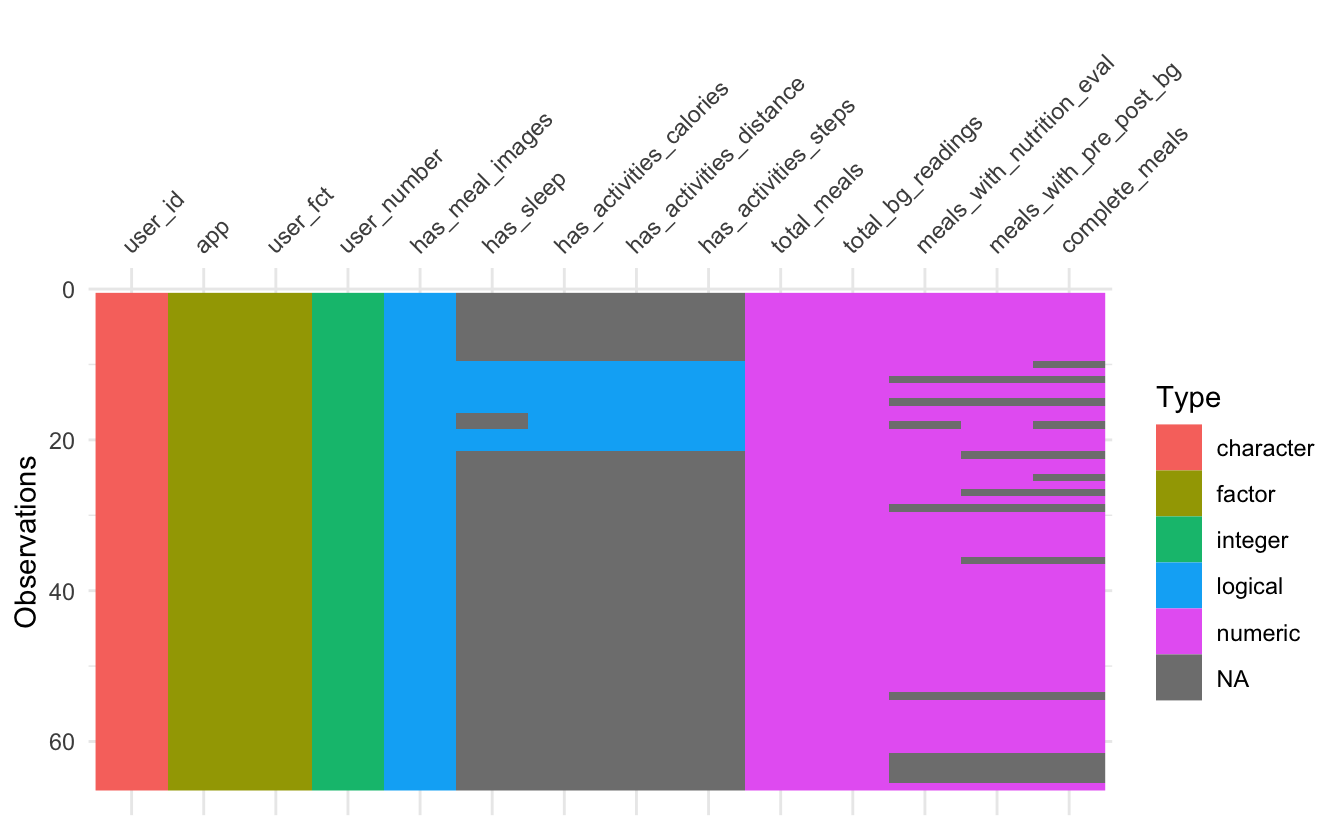 user_id
app
user_fct
user_number
has_meal_images
has_sleep
has_activities_calories
has_activities_distance
has_activities_steps
total_meals
total_bg_readings
meals_with_nutrition_eval
meals_with_pre_post_bg
complete_meals
0
20
40
60
Observations
Type
character
factor
integer
logical
numeric
NA